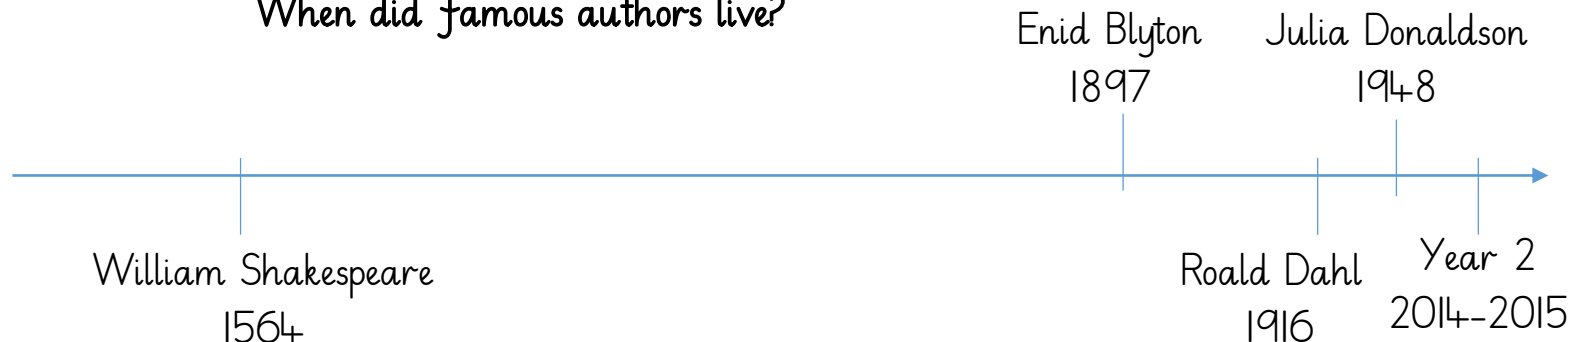 When did famous authors live?
Enid Blyton
1897
Julia Donaldson
1948
William Shakespeare
1564
Roald Dahl
1916
Year 2
2014-2015